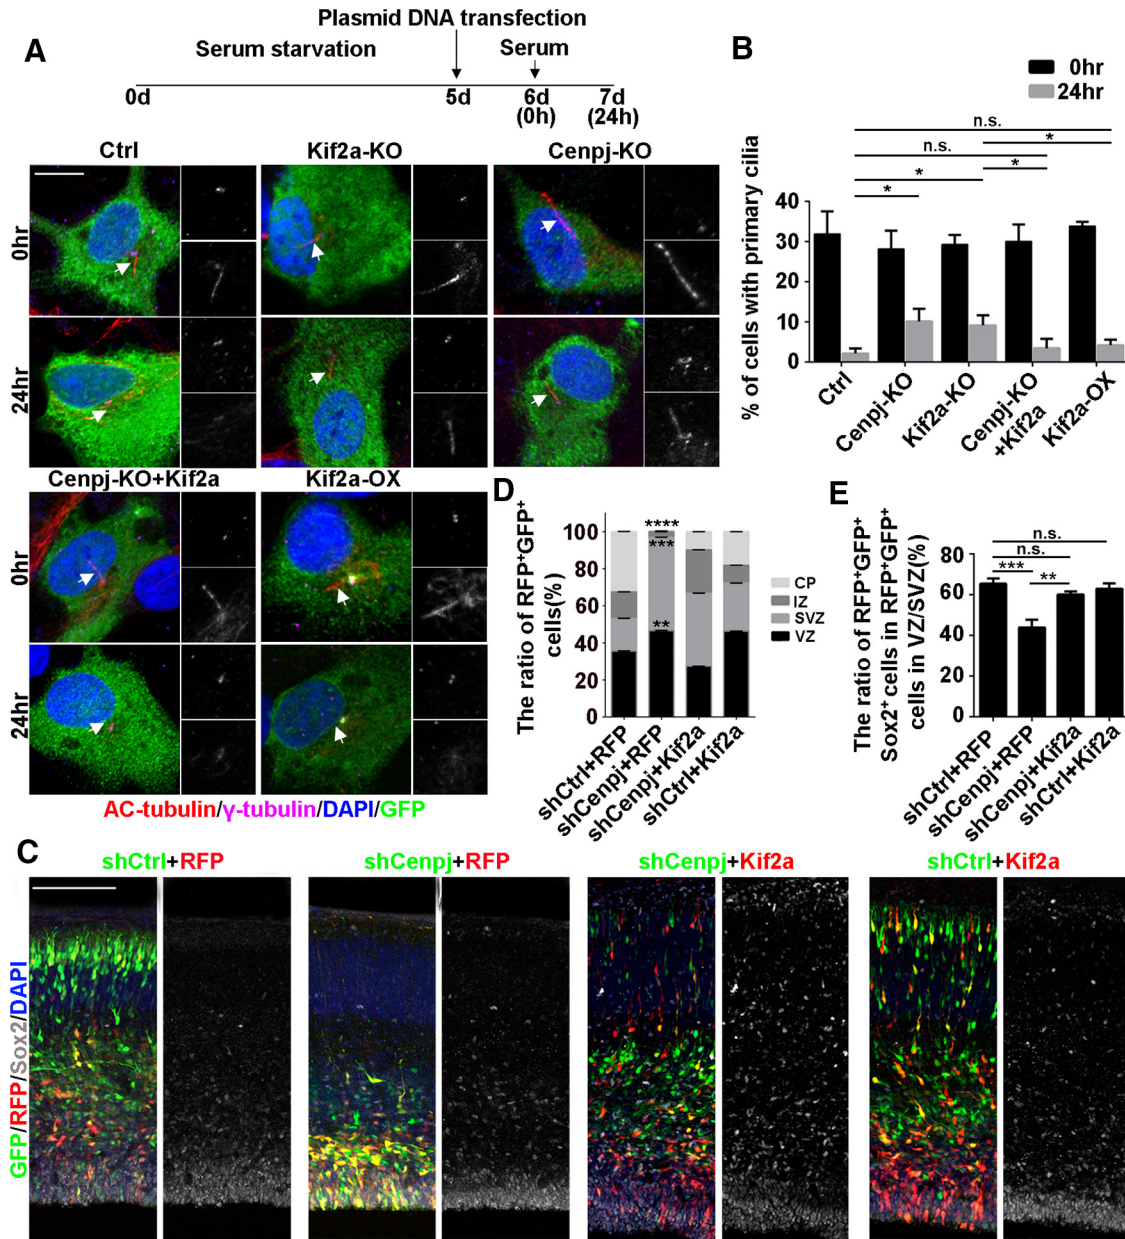 A
Plasmid DNA transfection
Serum starvation
Serum
0d
5d
6d
(0h)
7d
(24h)
Ctrl
Kif2a-KO
Cenpj-KO
0hr
24hr
Cenpj-KO+Kif2a
Kif2a-OX
0hr
24hr
AC-tubulin/γ-tubulin/DAPI/GFP
B
0hr
24hr
n.s.
*
n.s.
*
*
*
% of cells with primary cilia
40
30
20
10
0
Ctrl
Cenpj-KO
Kif2a-KO
Cenpj-KO
+Kif2a
Kif2a-OX
D
The ratio of RFP⁺GFP⁺
cells(%)
100
80
60
40
20
0
****
***
**
CP
IZ
SVZ
VZ
shCtrl+RFP
shCenpj+RFP
shCenpj+Kif2a
shCtrl+Kif2a
E
The ratio of RFP⁺GFP⁺
Sox2⁺ cells in RFP⁺GFP⁺
cells in VZ/SVZ(%)
80
60
40
20
0
n.s.
n.s.
***
**
shCtrl+RFP
shCenpj+RFP
shCenpj+Kif2a
shCtrl+Kif2a
C
shCtrl+RFP
shCenpj+RFP
shCenpj+Kif2a
shCtrl+Kif2a
GFP/RFP/Sox2/DAPI